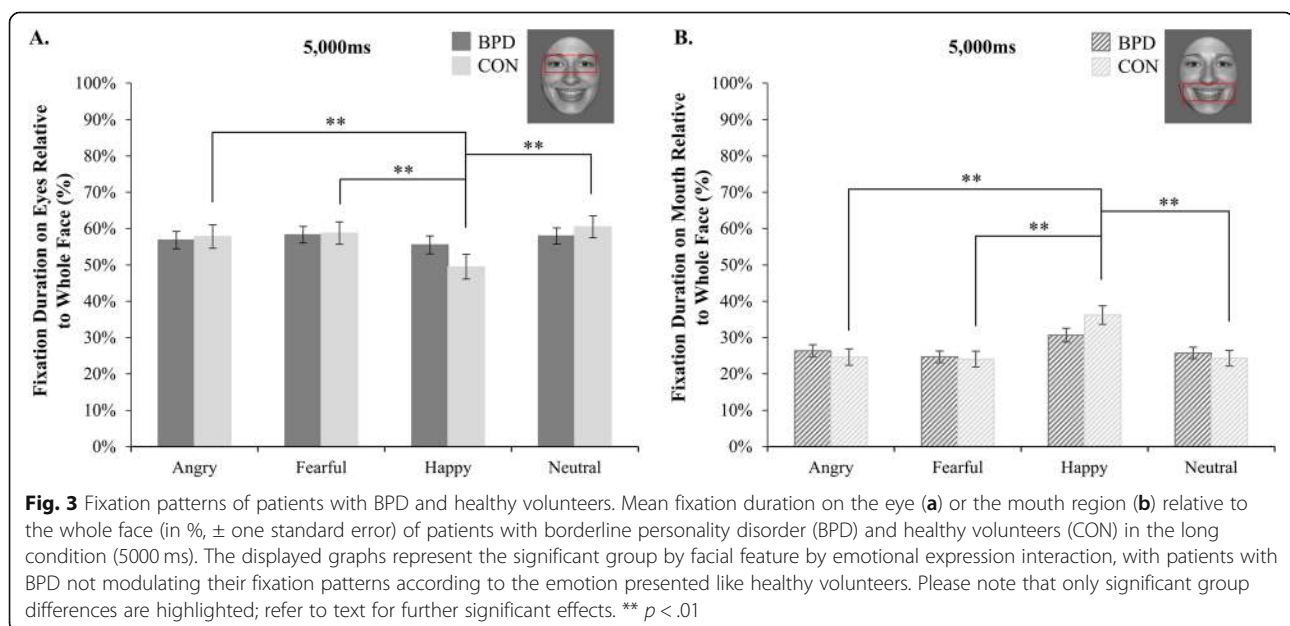 A.
5,000ms
BPD
CON
Fixation Duration on Eyes Relative
to Whole Face (%)
100%
90%
80%
70%
60%
50%
40%
30%
20%
10%
0%
**
**
**
Angry
Fearful
Happy
Neutral
B.
5,000ms
BPD
CON
Fixation Duration on Mouth Relative
to Whole Face (%)
100%
90%
80%
70%
60%
50%
40%
30%
20%
10%
0%
**
**
**
Angry
Fearful
Happy
Neutral
Fig. 3 Fixation patterns of patients with BPD and healthy volunteers. Mean fixation duration on the eye (a) or the mouth region (b) relative to
the whole face (in %, ± one standard error) of patients with borderline personality disorder (BPD) and healthy volunteers (CON) in the long
condition (5000 ms). The displayed graphs represent the significant group by facial feature by emotional expression interaction, with patients with
BPD not modulating their fixation patterns according to the emotion presented like healthy volunteers. Please note that only significant group
differences are highlighted; refer to text for further significant effects. ** p < .01